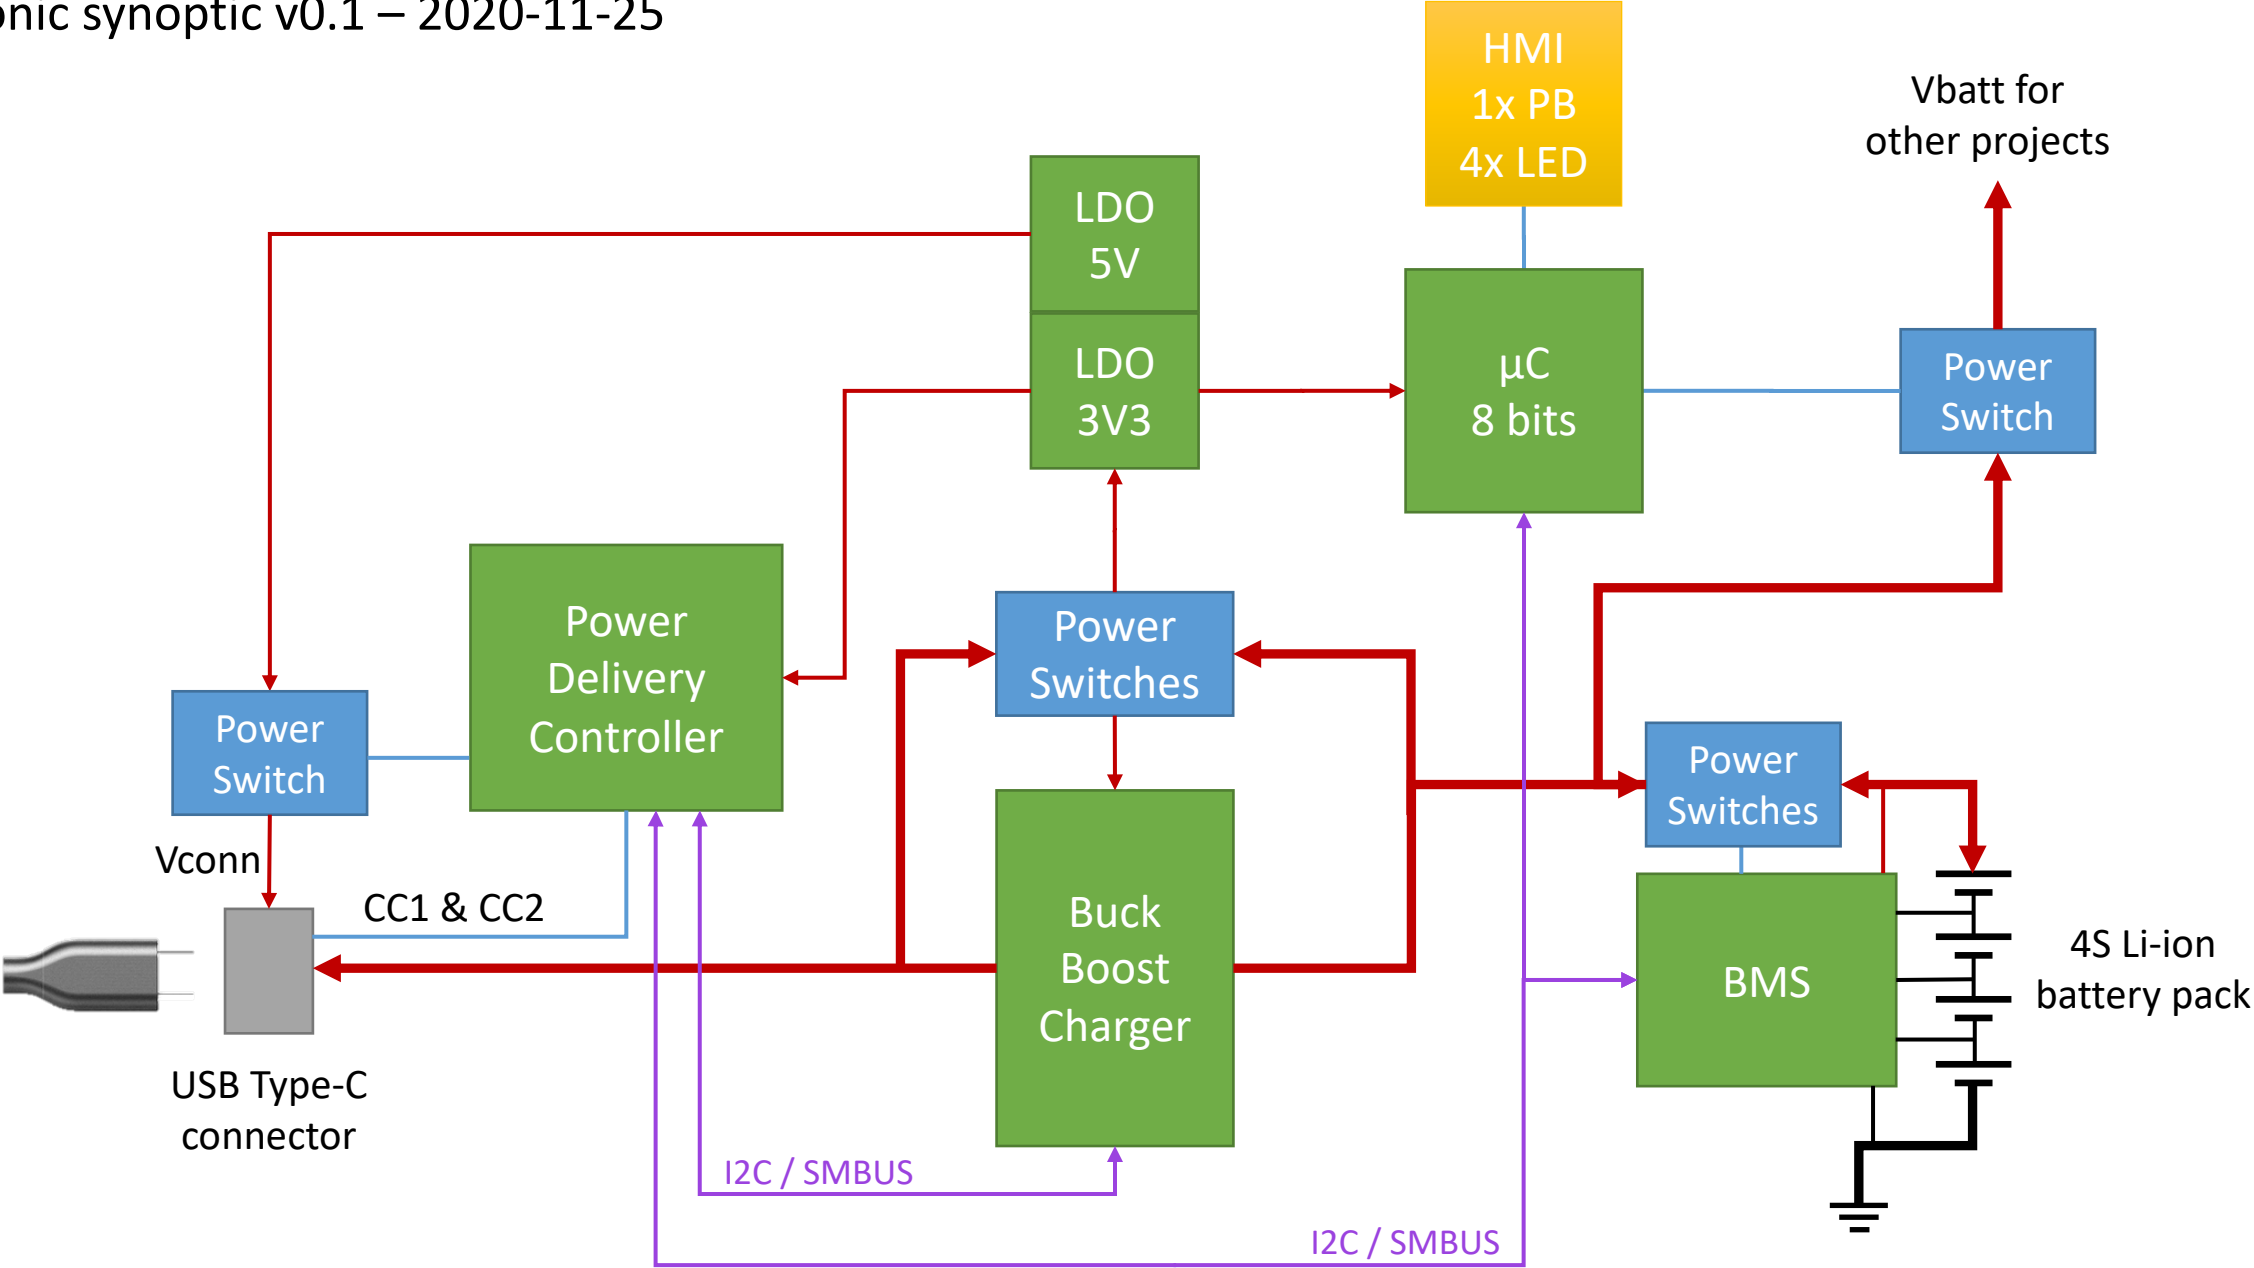 synoptic v0.1 – 2020-11-25
HMI
1x PB
4x LED
Vbatt for
other projects
LDO
5V
LDO
3V3
µC
8 bits
Power
Switch
Power
Delivery
Controller
Power
Switches
Power
Switch
Power
Switches
Vconn
CC1 & CC2
Buck
Boost
Charger
BMS
4S Li-ion
battery pack
USB Type-C
connector
I2C / SMBUS
I2C / SMBUS